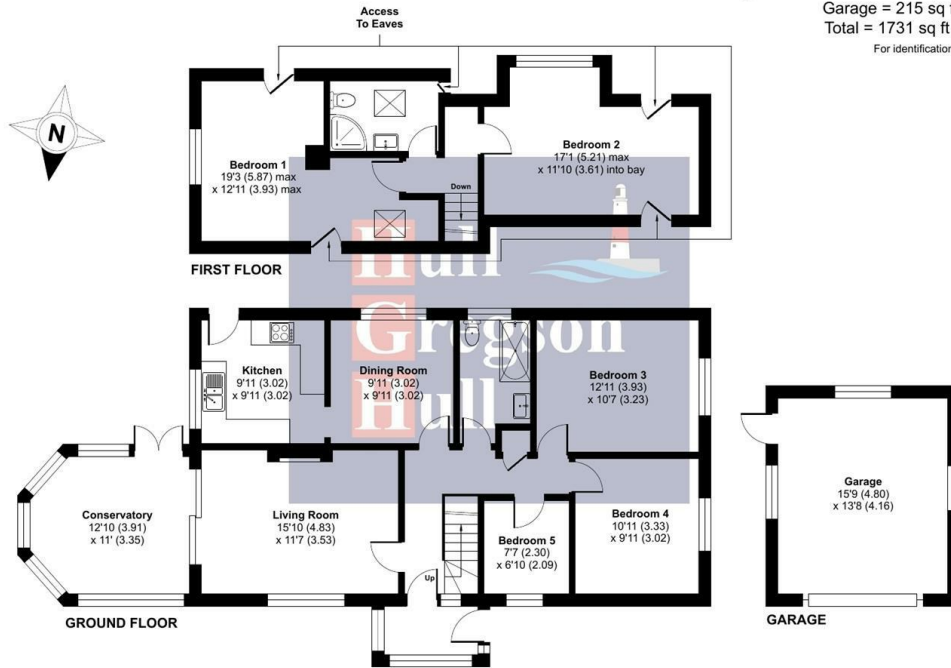 Access
To Eaves
Garage = 215 sq f
Total = 1731 sq ft
For identification
N
Bedroom 1
19'3 (5.87) max
x 12'11 (3.93) max
Bedroom 2
17'1 (5.21) max
x 11'10 (3.61) into bay
Down
FIRST FLOOR
Hull
Gregson
Hull
Kitchen
9'11 (3.02)
x 9'11 (3.02)
Dining Room
9'11 (3.02)
x 9'11 (3.02)
Bedroom 3
12'11 (3.93)
x 10'7 (3.23)
Conservatory
12'10 (3.91)
x 11' (3.35)
Living Room
15'10 (4.83)
x 11'7 (3.53)
Up
Bedroom 5
7'7 (2.30)
x 6'10 (2.09)
Bedroom 4
10'11 (3.33)
x 9'11 (3.02)
Garage
15'9 (4.80)
x 13'8 (4.16)
GROUND FLOOR
GARAGE